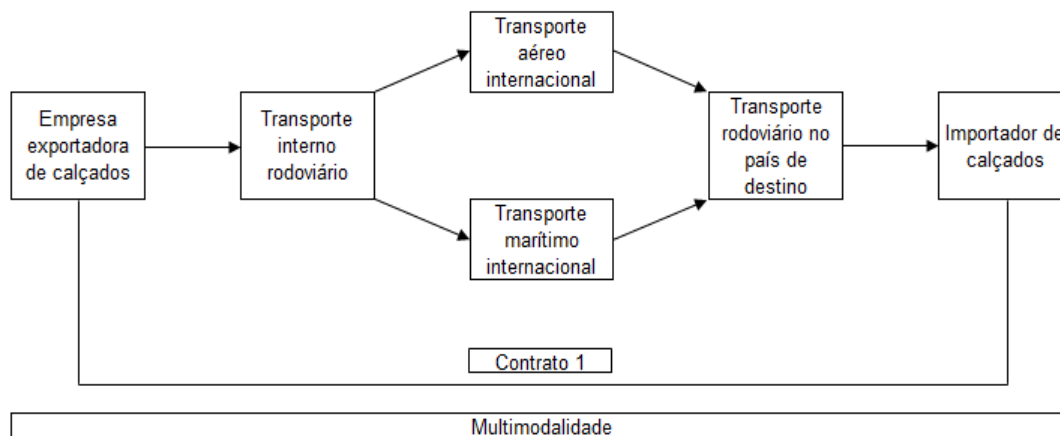 Empresa
exportadora
de calçados
Transporte
interno
rodoviário
Transporte
aéreo
internacional
Transporte
marítimo
internacional
Transporte
rodoviário no
país de
destino
Importador de
calçados
Contrato 1
Multimodalidade